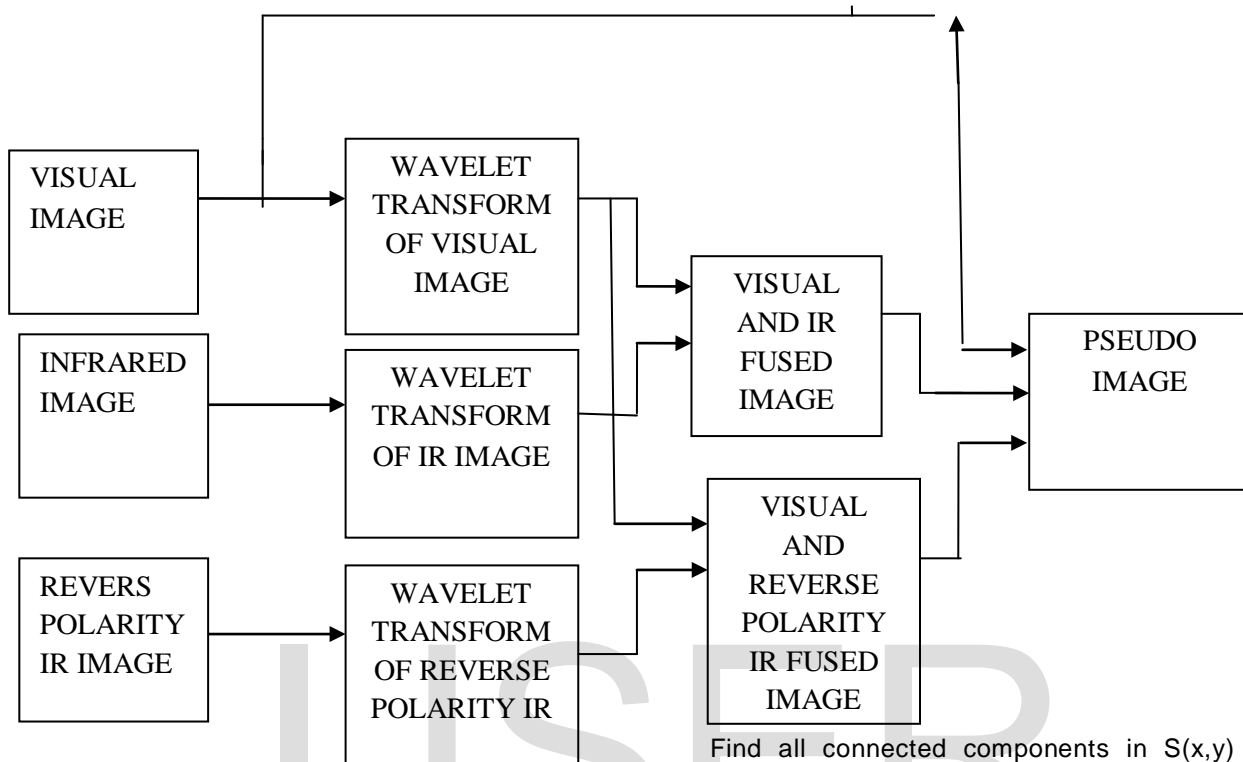 VISUAL
IMAGE
WAVELET
TRANSFORM
OF VISUAL
IMAGE
INFRARED
IMAGE
WAVELET
TRANSFORM
OF IR IMAGE
REVERS
POLARITY
IR IMAGE
WAVELET
TRANSFORM
OF REVERSE
POLARITY IR
VISUAL
AND IR
FUSED
IMAGE
VISUAL
AND
REVERSE
POLARITY
IR FUSED
IMAGE
PSEUDO
IMAGE
Find all connected components in S(x,y)